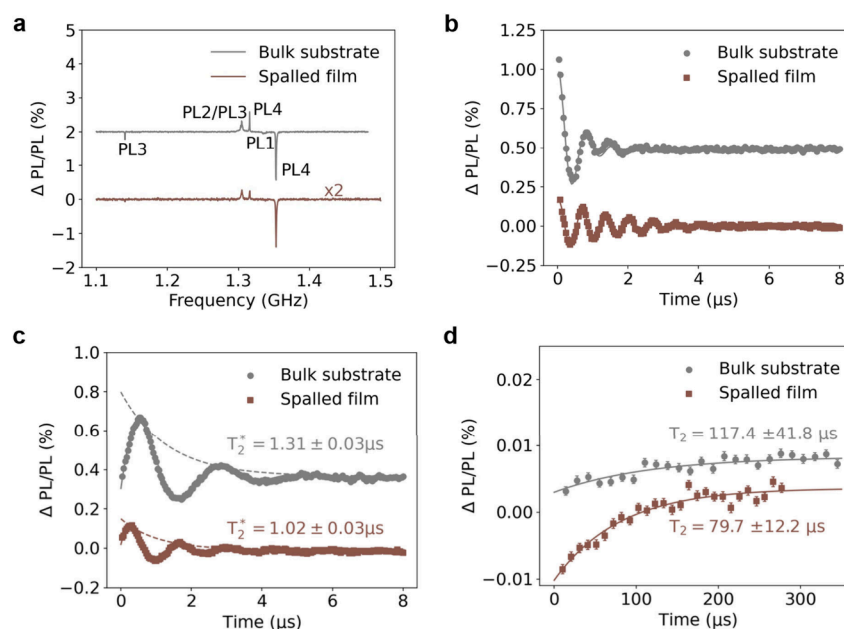 a
5
4
3
2
1
0
−1
−2
Δ PL/PL (%)
Bulk substrate
Spalled film
PL2/PL3
PL4
PL3
PL1
PL4
x2
1.1
1.2
1.3
1.4
1.5
Frequency (GHz)
b
1.25
1.00
0.75
0.50
0.25
0.00
−0.25
Δ PL/PL (%)
Bulk substrate
Spalled film
0
2
4
6
8
Time (μs)
c
1.0
0.8
0.6
0.4
0.2
0.0
−0.2
Δ PL/PL (%)
Bulk substrate
Spalled film
T₂* = 1.31 ± 0.03μs
T₂* = 1.02 ± 0.03μs
0
2
4
6
8
Time (μs)
d
0.02
0.01
0.00
−0.01
Δ PL/PL (%)
Bulk substrate
Spalled film
T₂ = 117.4 ±41.8 μs
T₂ = 79.7 ±12.2 μs
0
100
200
300
Time (μs)